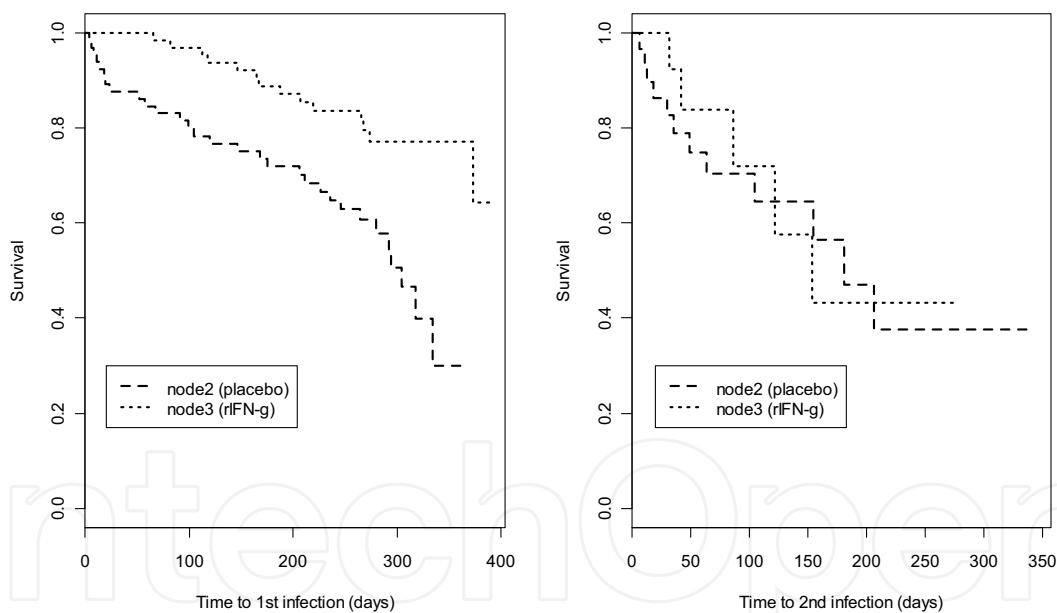 1.0
0.8
0.6
0.4
0.2
0.0
Survival
node2 (placebo)
node3 (rIFN-g)
0 100 200 300 400
Time to 1st infection (days)
1.0
0.8
0.6
0.4
0.2
0.0
Survival
node2 (placebo)
node3 (rIFN-g)
0 50 100 150 200 250 300 350
Time to 2nd infection (days)
ntechOpen